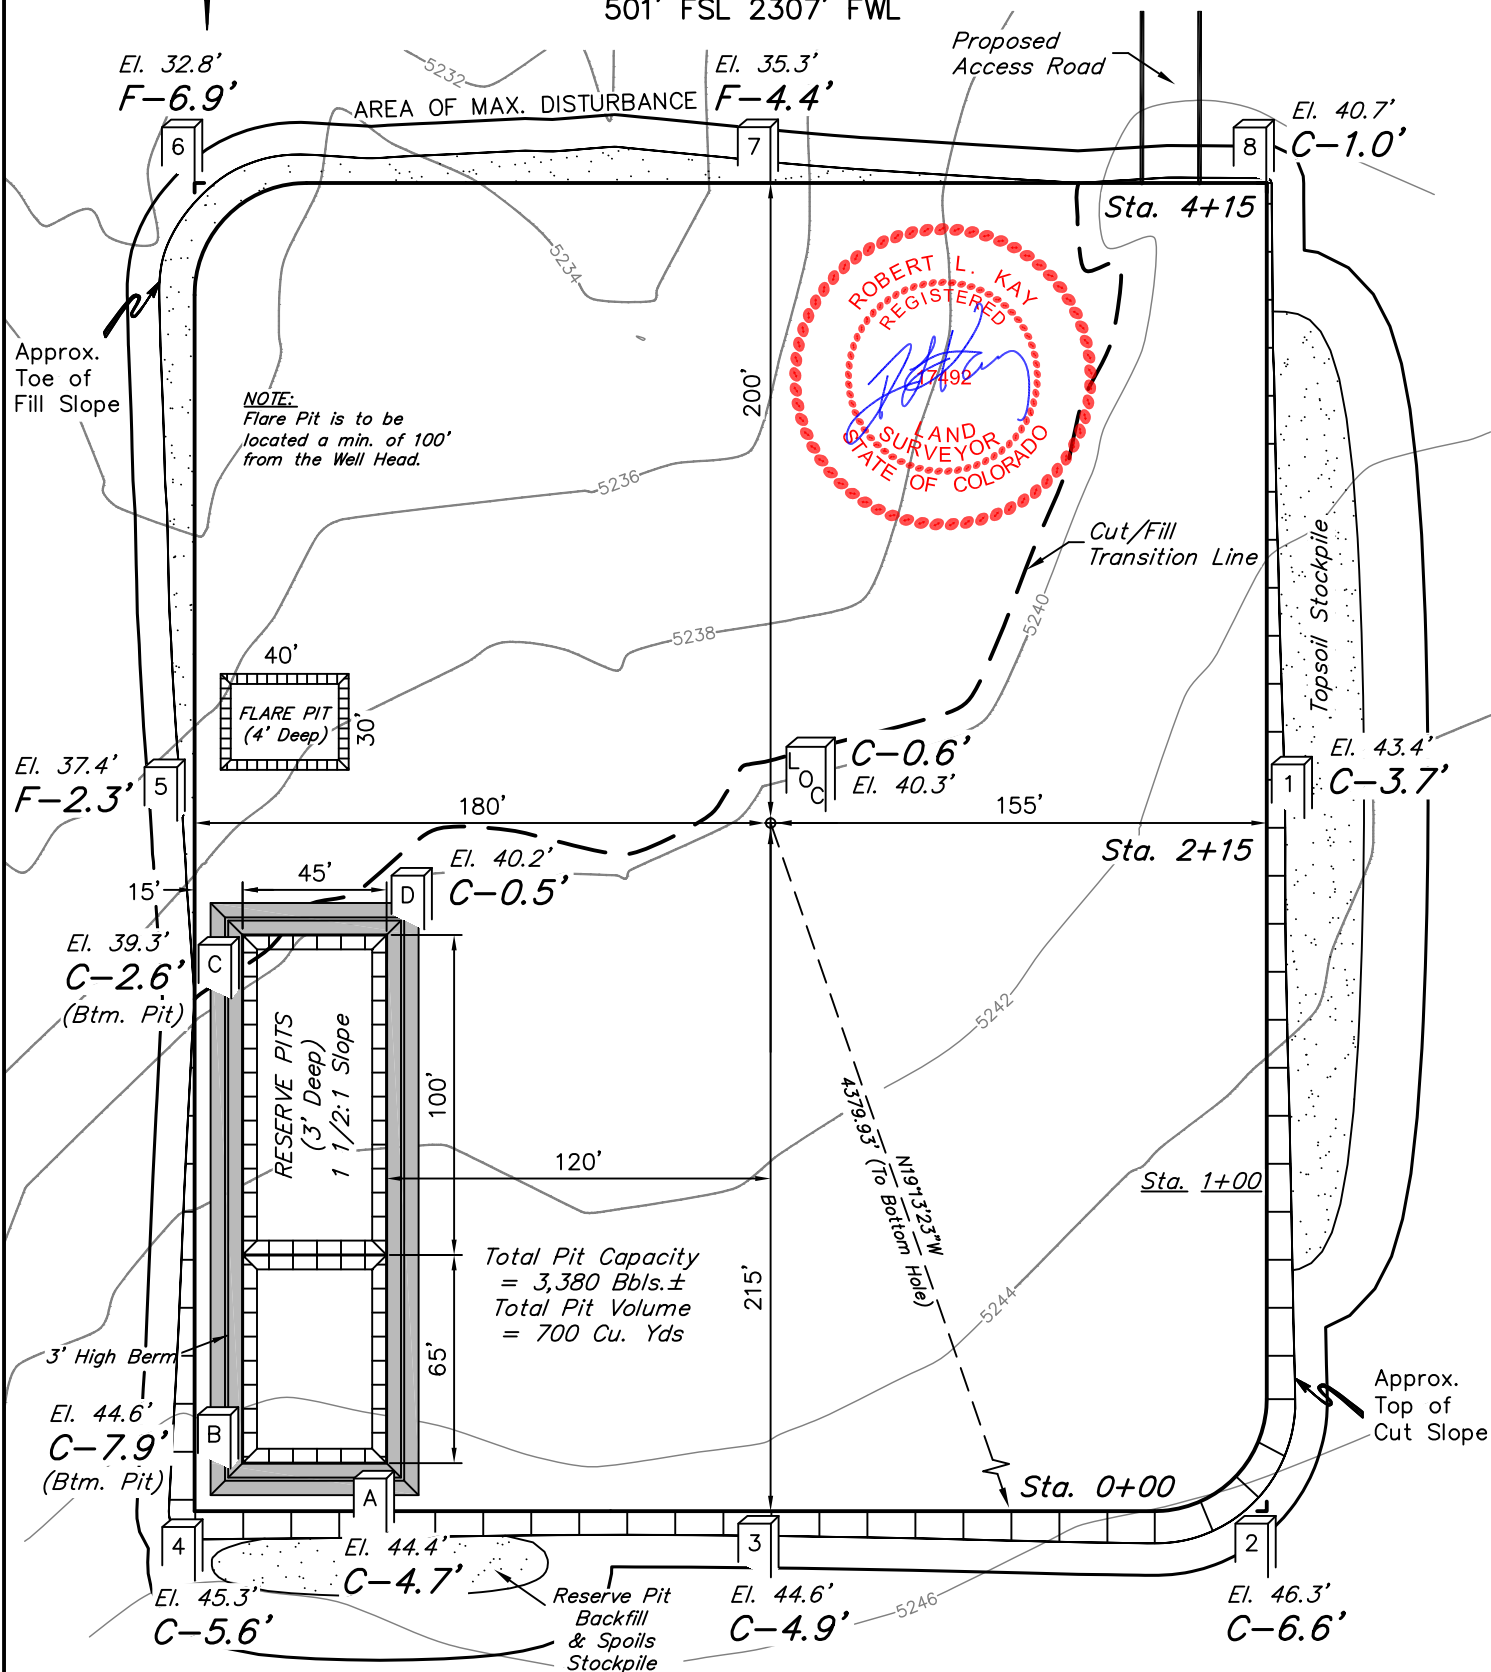 501' FSL 2307' FWL
El. 32.8'
F-6.9'
5232
AREA OF MAX. DISTURBANCE
El. 35.3'
F-4.4'
Proposed
Access Road
El. 40.7'
C-1.0'
6
7
8
Sta. 4+15
5234
Approx.
Toe of
Fill Slope
NOTE:
Flare Pit is to be
located a min. of 100'
from the Well Head.
200'
ROBERT L. KAY
REGISTERED
17492
LAND
SURVEYOR
STATE OF COLORADO
5236
Cut/Fill
Transition Line
Topsoil Stockpile
5238
5240
40'
FLARE PIT
(4' Deep)
30'
El. 37.4'
F-2.3'
5
LOC
C-0.6'
El. 40.3'
1
El. 43.4'
C-3.7'
180'
155'
Sta. 2+15
El. 40.2'
C-0.5'
15'
45'
D
El. 39.3'
C-2.6'
(Btm. Pit)
C
RESERVE PITS
(3' Deep)
1 1/2:1 Slope
100'
5242
4379.93' (To Bottom Hole)
N19°13'23"W
120'
Sta. 1+00
Total Pit Capacity
= 3,380 Bbls.±
Total Pit Volume
= 700 Cu. Yds
215'
5244
3' High Berm
65'
Approx.
Top of
Cut Slope
El. 44.6'
C-7.9'
(Btm. Pit)
B
A
Sta. 0+00
4
El. 44.4'
C-4.7'
3
2
El. 45.3'
C-5.6'
Reserve Pit
Backfill
& Spoils
Stockpile
El. 44.6'
C-4.9'
5246
El. 46.3'
C-6.6'